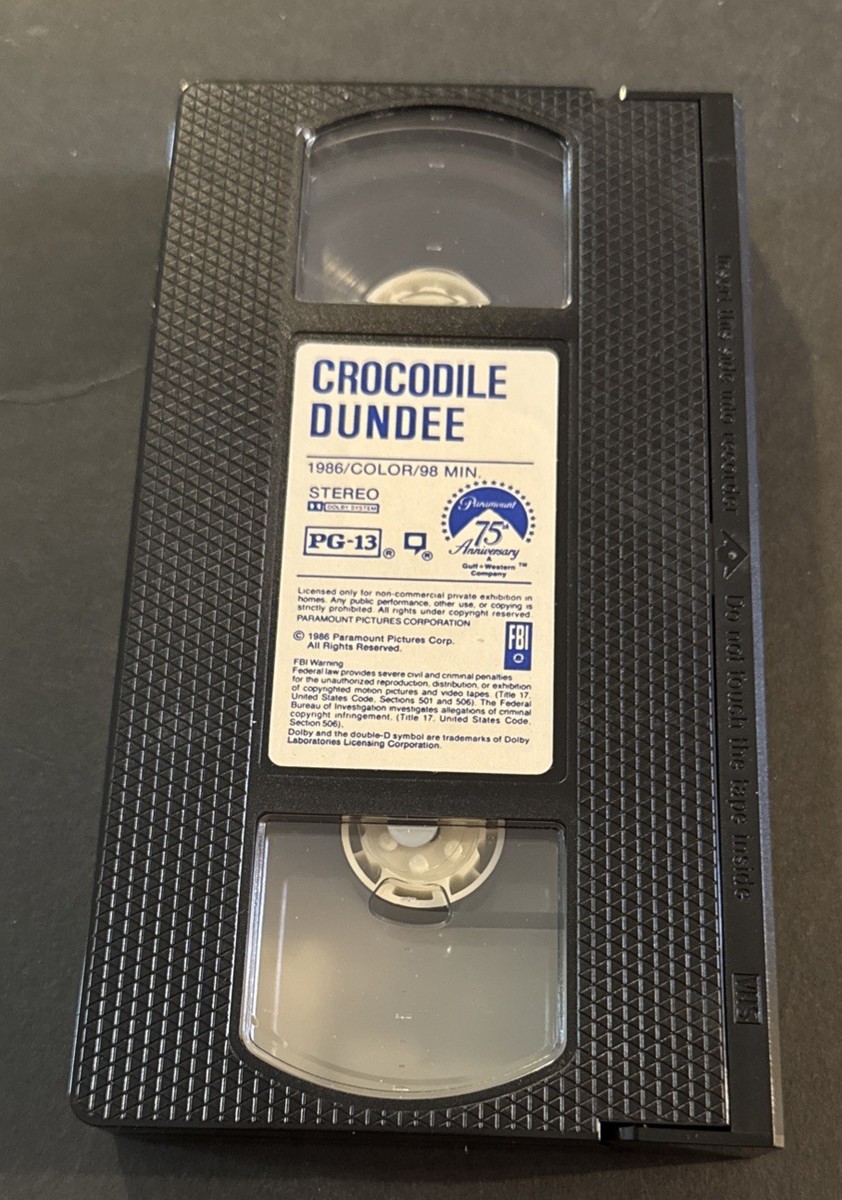 CROCODILE
DUNDEE
1986/COLOR/98 MIN.
STEREO
DOLBY SYSTEM
PG-13 ® ®
Paramount
75th
Anniversary
A
Gulf+Western ™
Company
Licensed only for non-commercial private exhibition in
homes. Any public performance, other use, or copying is
strictly prohibited. All rights under copyright reserved.
PARAMOUNT PICTURES CORPORATION
© 1986 Paramount Pictures Corp.
All Rights Reserved.
FBI
FBI Warning
Federal law provides severe civil and criminal penalties
for the unauthorized reproduction, distribution, or exhibition
of copyrighted motion pictures and video tapes. (Title 17,
United States Code, Sections 501 and 506). The Federal
Bureau of Investigation investigates allegations of criminal
copyright infringement. (Title 17, United States Code,
Section 506).
Dolby and the double-D symbol are trademarks of Dolby
Laboratories Licensing Corporation.
Insert this side into recorder
Do not touch the tape inside
VHS